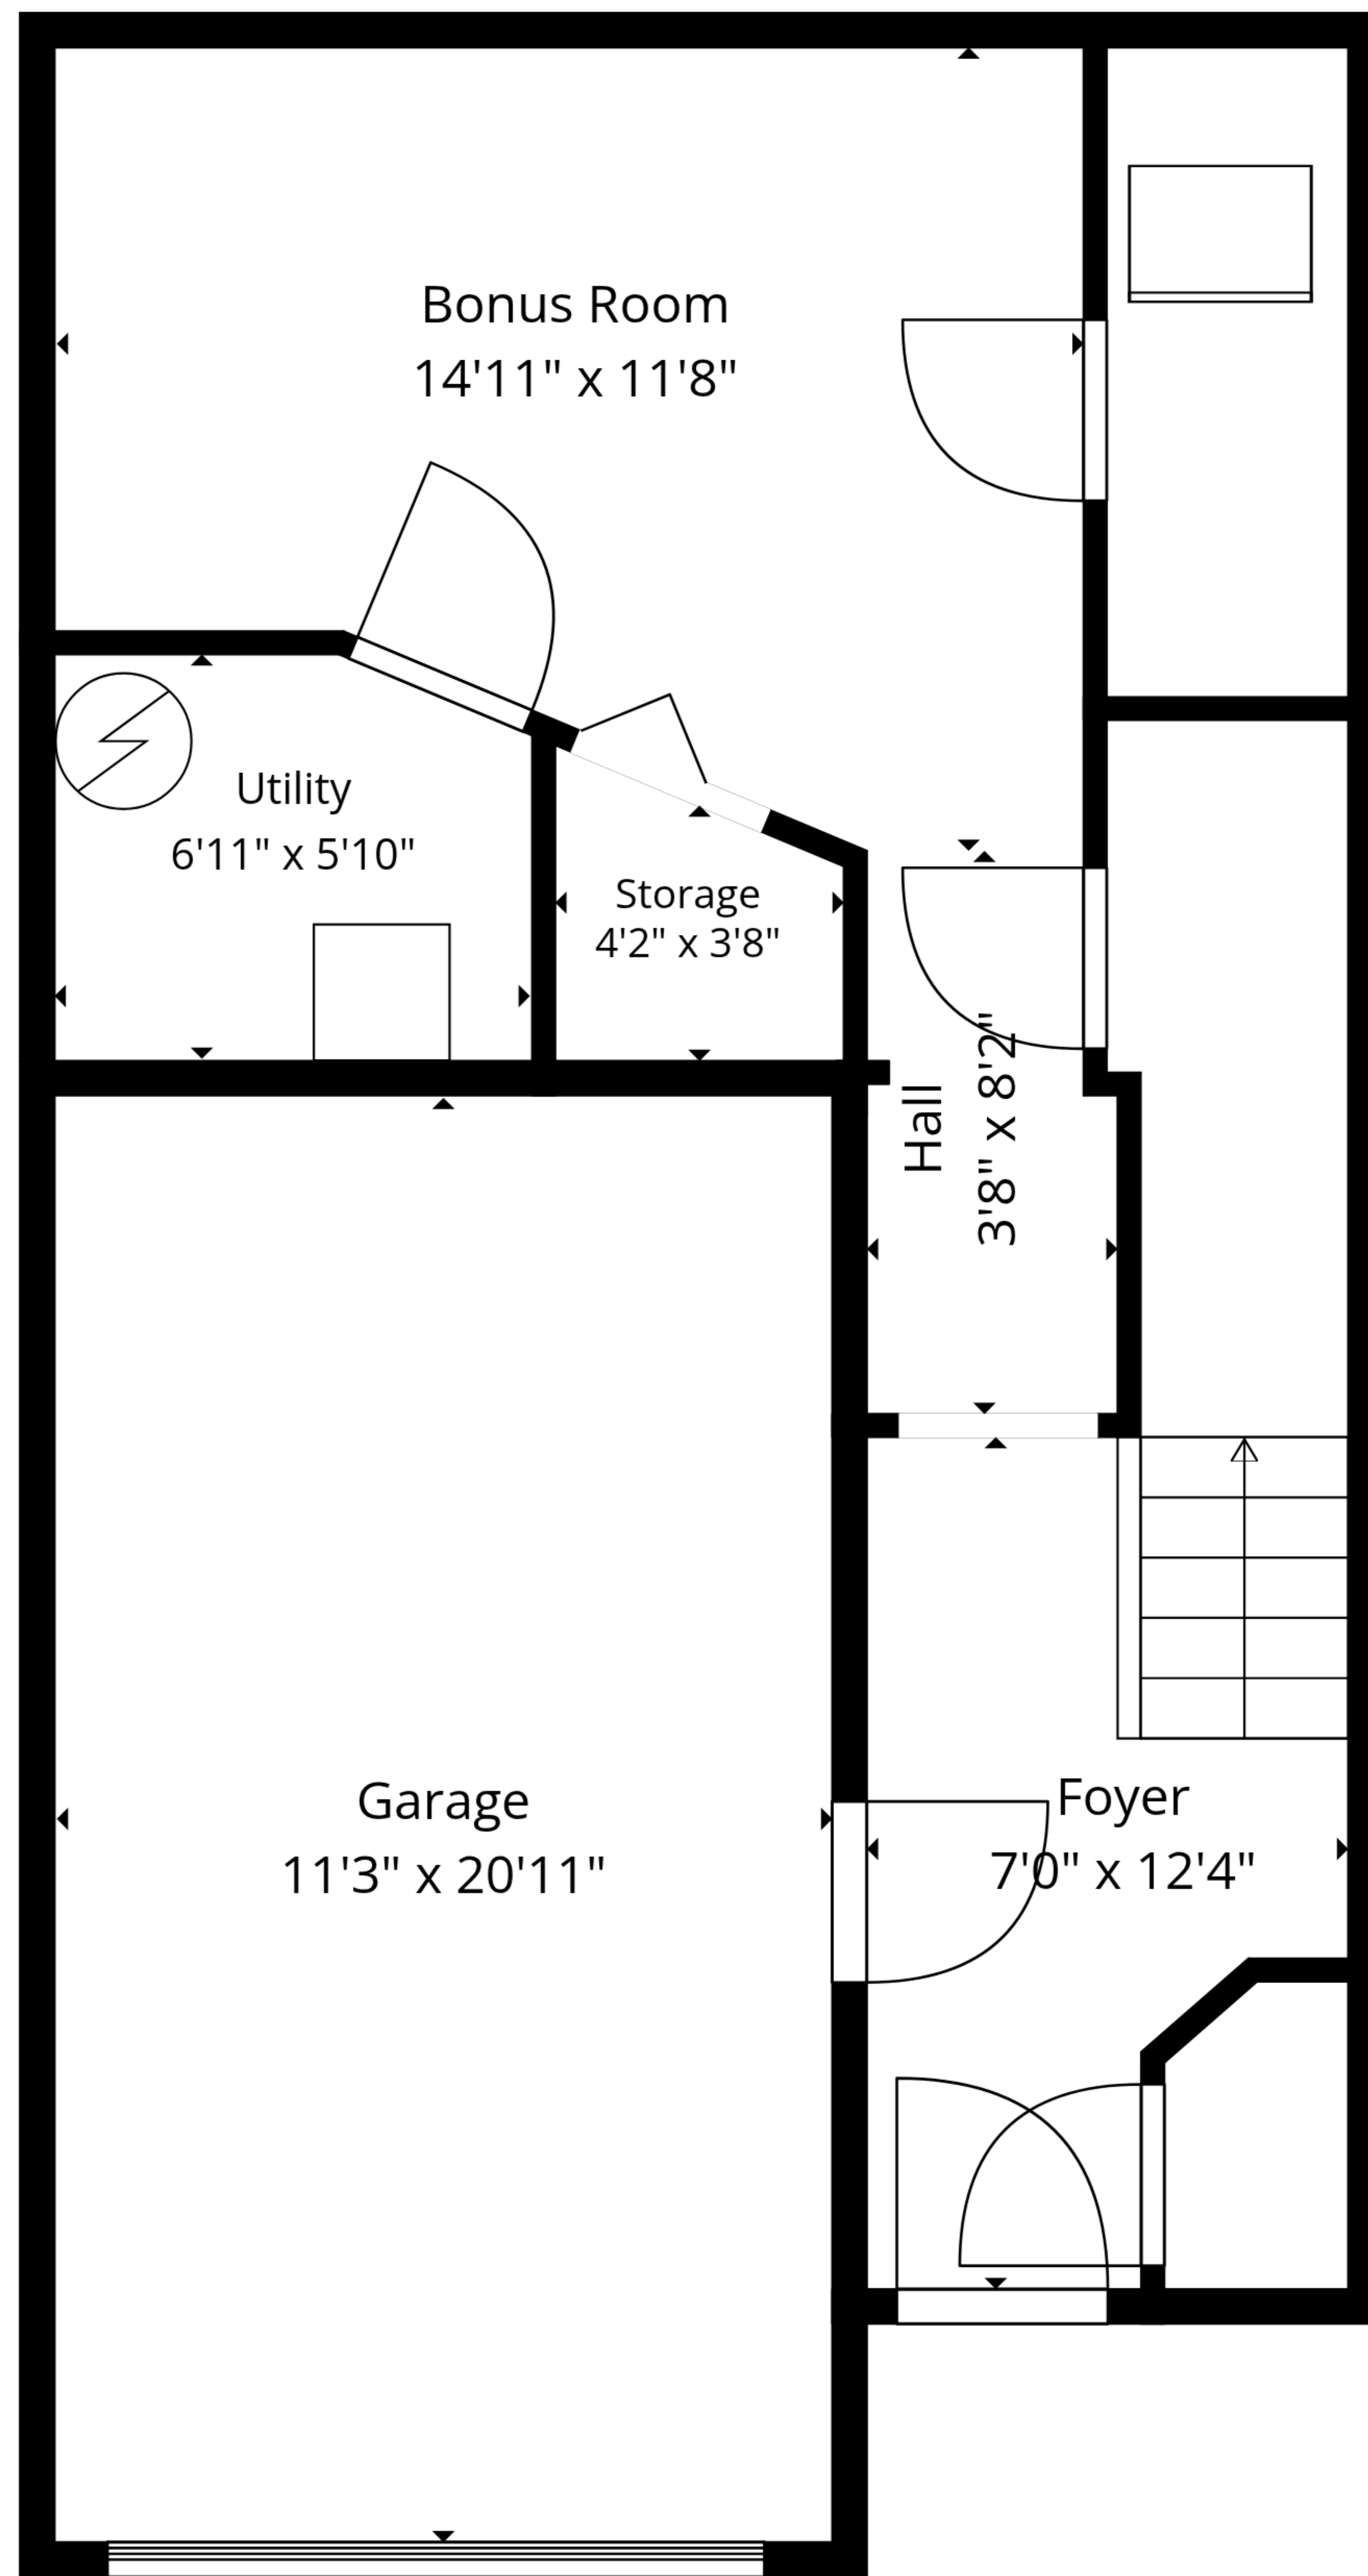 Bonus Room
14'11" x 11'8"
Utility
6'11" x 5'10"
Storage
4'2" x 3'8"
Hall
3'8" x 8'2"
Garage
11'3" x 20'11"
Foyer
7'0" x 12'4"